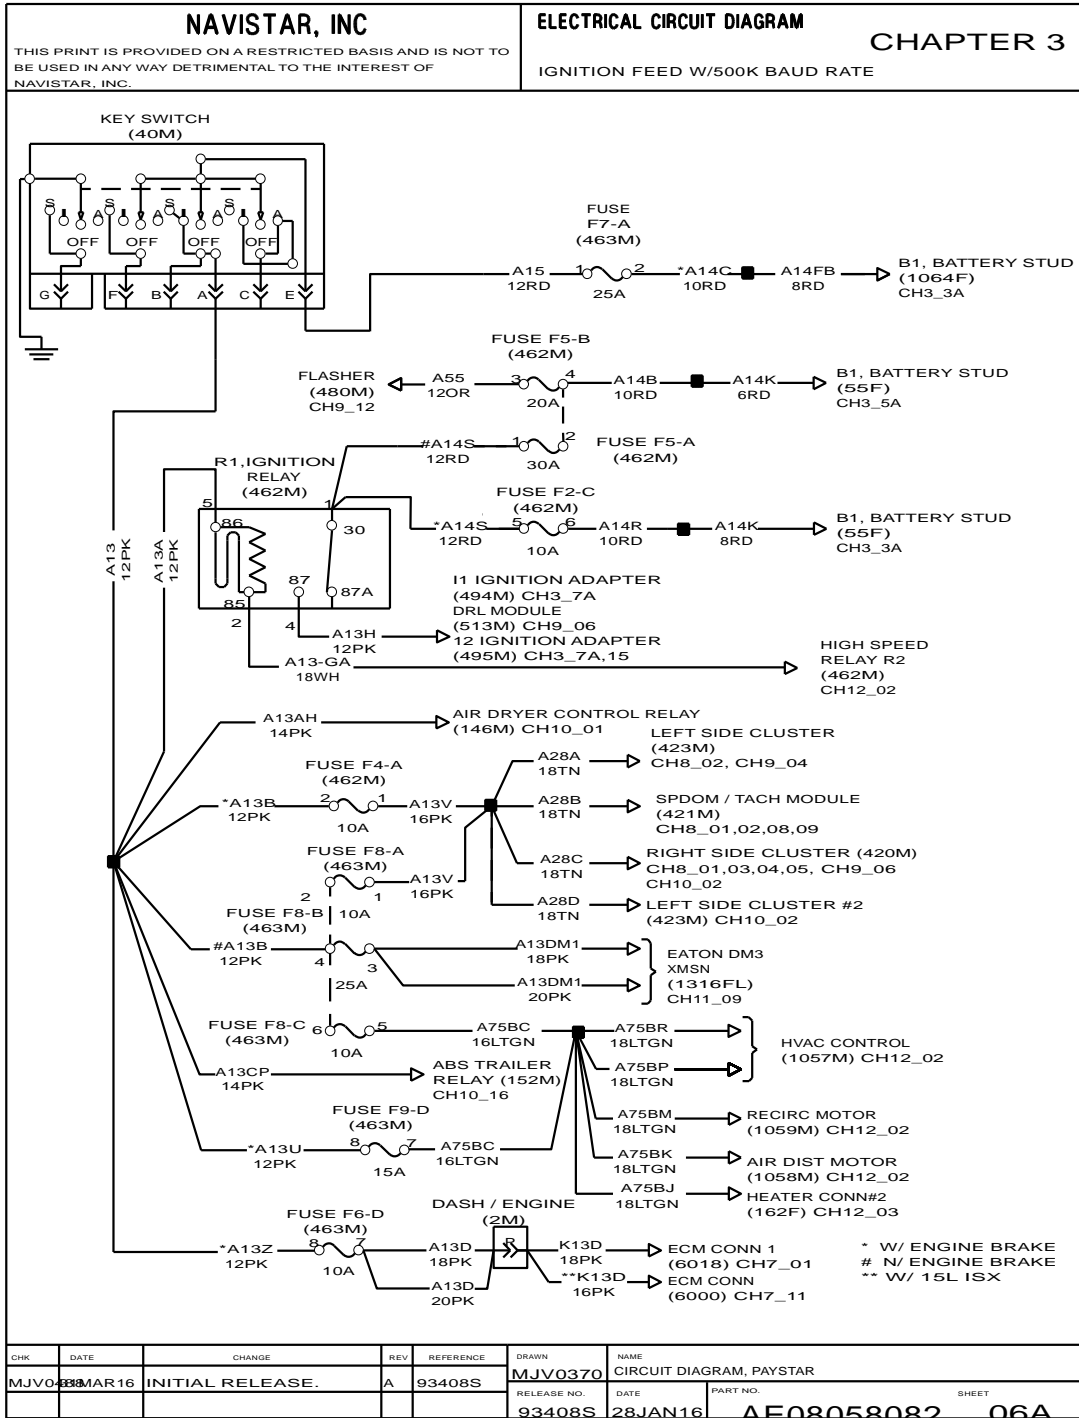 NAVISTAR, INC
THIS PRINT IS PROVIDED ON A RESTRICTED BASIS AND IS NOT TO
BE USED IN ANY WAY DETRIMENTAL TO THE INTEREST OF
NAVISTAR, INC.
ELECTRICAL CIRCUIT DIAGRAM
CHAPTER 3
IGNITION FEED W/500K BAUD RATE
KEY SWITCH
(40M)
S I A S I A S I A S I A
OFF OFF OFF OFF
G F B A C E
FUSE
F7-A
(463M)
A15
12RD
1 2
25A
*A14C
10RD
A14FB
8RD
B1, BATTERY STUD
(1064F)
CH3_3A
FUSE F5-B
(462M)
FLASHER
(480M)
CH9_12
A55
12OR
3 4
20A
A14B
10RD
A14K
6RD
B1, BATTERY STUD
(55F)
CH3_5A
#A14S
12RD
1 2
30A
FUSE F5-A
(462M)
R1,IGNITION
RELAY
(462M)
FUSE F2-C
(462M)
*A14S
12RD
5 6
10A
A14R
10RD
A14K
8RD
B1, BATTERY STUD
(55F)
CH3_3A
5 1
86 30
87 87A
85
2 4
A13
12PK
A13A
12PK
A13H
12PK
I1 IGNITION ADAPTER
(494M) CH3_7A
DRL MODULE
(513M) CH9_06
12 IGNITION ADAPTER
(495M) CH3_7A,15
A13-GA
18WH
HIGH SPEED
RELAY R2
(462M)
CH12_02
A13AH
14PK
AIR DRYER CONTROL RELAY
(146M) CH10_01
FUSE F4-A
(462M)
*A13B
12PK
2 1
10A
A13V
16PK
A28A
18TN
LEFT SIDE CLUSTER
(423M)
CH8_02, CH9_04
A28B
18TN
SPDOM / TACH MODULE
(421M)
CH8_01,02,08,09
A28C
18TN
RIGHT SIDE CLUSTER (420M)
CH8_01,03,04,05, CH9_06
CH10_02
A28D
18TN
LEFT SIDE CLUSTER #2
(423M) CH10_02
FUSE F8-A
(463M)
2 1
10A
A13V
16PK
FUSE F8-B
(463M)
#A13B
12PK
4 3
25A
A13DM1
18PK
A13DM1
20PK
EATON DM3
XMSN
(1316FL)
CH11_09
FUSE F8-C
(463M)
6 5
10A
A75BC
16LTGN
A75BR
18LTGN
A75BP
18LTGN
HVAC CONTROL
(1057M) CH12_02
A13CP
14PK
ABS TRAILER
RELAY (152M)
CH10_16
A75BM
18LTGN
RECIRC MOTOR
(1059M) CH12_02
FUSE F9-D
(463M)
*A13U
12PK
8 7
15A
A75BC
16LTGN
A75BK
18LTGN
AIR DIST MOTOR
(1058M) CH12_02
A75BJ
18LTGN
HEATER CONN#2
(162F) CH12_03
FUSE F6-D
(463M)
*A13Z
12PK
8 7
10A
A13D
18PK
A13D
20PK
DASH / ENGINE
(2M)
R
K13D
18PK
**K13D
16PK
ECM CONN 1
(6018) CH7_01
ECM CONN
(6000) CH7_11
* W/ ENGINE BRAKE
# N/ ENGINE BRAKE
** W/ 15L ISX
CHK DATE CHANGE REV REFERENCE
MAR16 INITIAL RELEASE. A 93408S
DRAWN
MJV0370
NAME
CIRCUIT DIAGRAM, PAYSTAR
RELEASE NO.
93408S
DATE
28JAN16
PART NO.
AE08058082
SHEET
06A